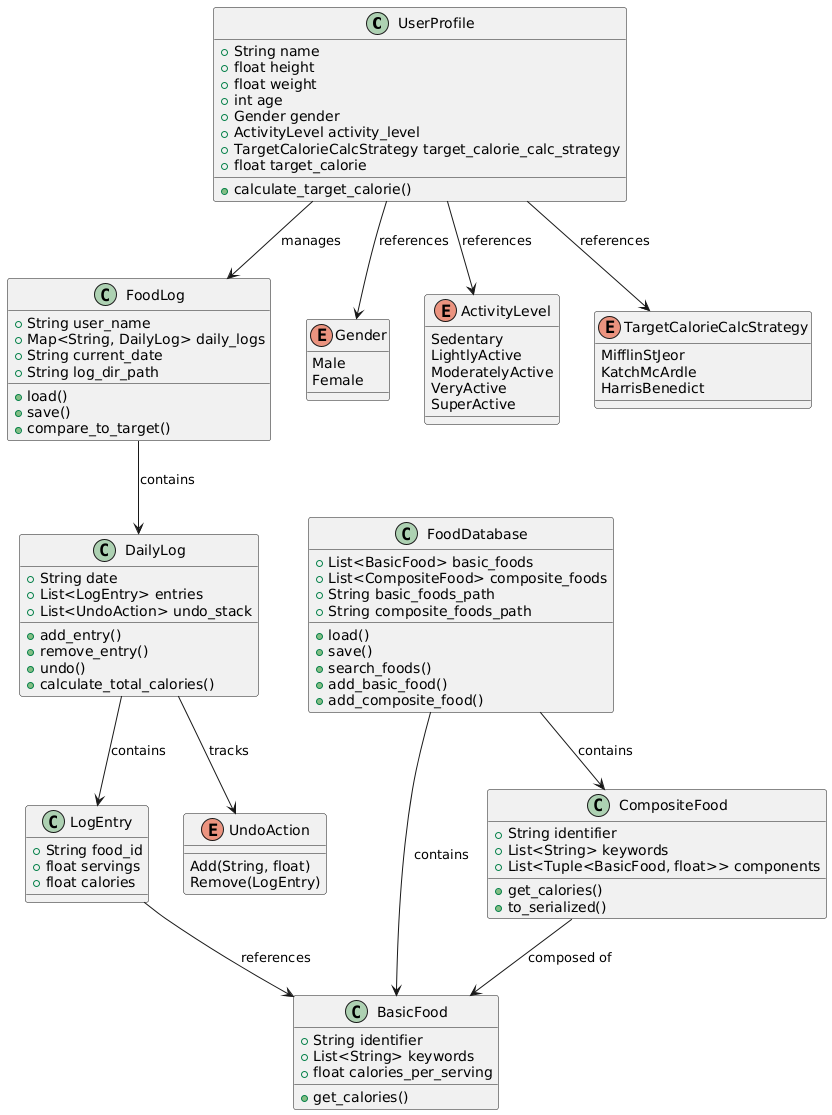 C UserProfile
String name
float height
float weight
int age
Gender gender
ActivityLevel activity_level
TargetCalorieCalcStrategy target_calorie_calc_strategy
float target_calorie
calculate_target_calorie()
manages
references
references
references
C FoodLog
String user_name
Map<String, DailyLog> daily_logs
String current_date
String log_dir_path
load()
save()
compare_to_target()
E Gender
Male
Female
E ActivityLevel
Sedentary
LightlyActive
ModeratelyActive
VeryActive
SuperActive
E TargetCalorieCalcStrategy
MifflinStJeor
KatchMcArdle
HarrisBenedict
contains
C DailyLog
String date
List<LogEntry> entries
List<UndoAction> undo_stack
add_entry()
remove_entry()
undo()
calculate_total_calories()
C FoodDatabase
List<BasicFood> basic_foods
List<CompositeFood> composite_foods
String basic_foods_path
String composite_foods_path
load()
save()
search_foods()
add_basic_food()
add_composite_food()
contains
tracks
contains
C LogEntry
String food_id
float servings
float calories
E UndoAction
Add(String, float)
Remove(LogEntry)
contains
C CompositeFood
String identifier
List<String> keywords
List<Tuple<BasicFood, float>> components
get_calories()
to_serialized()
references
composed of
C BasicFood
String identifier
List<String> keywords
float calories_per_serving
get_calories()